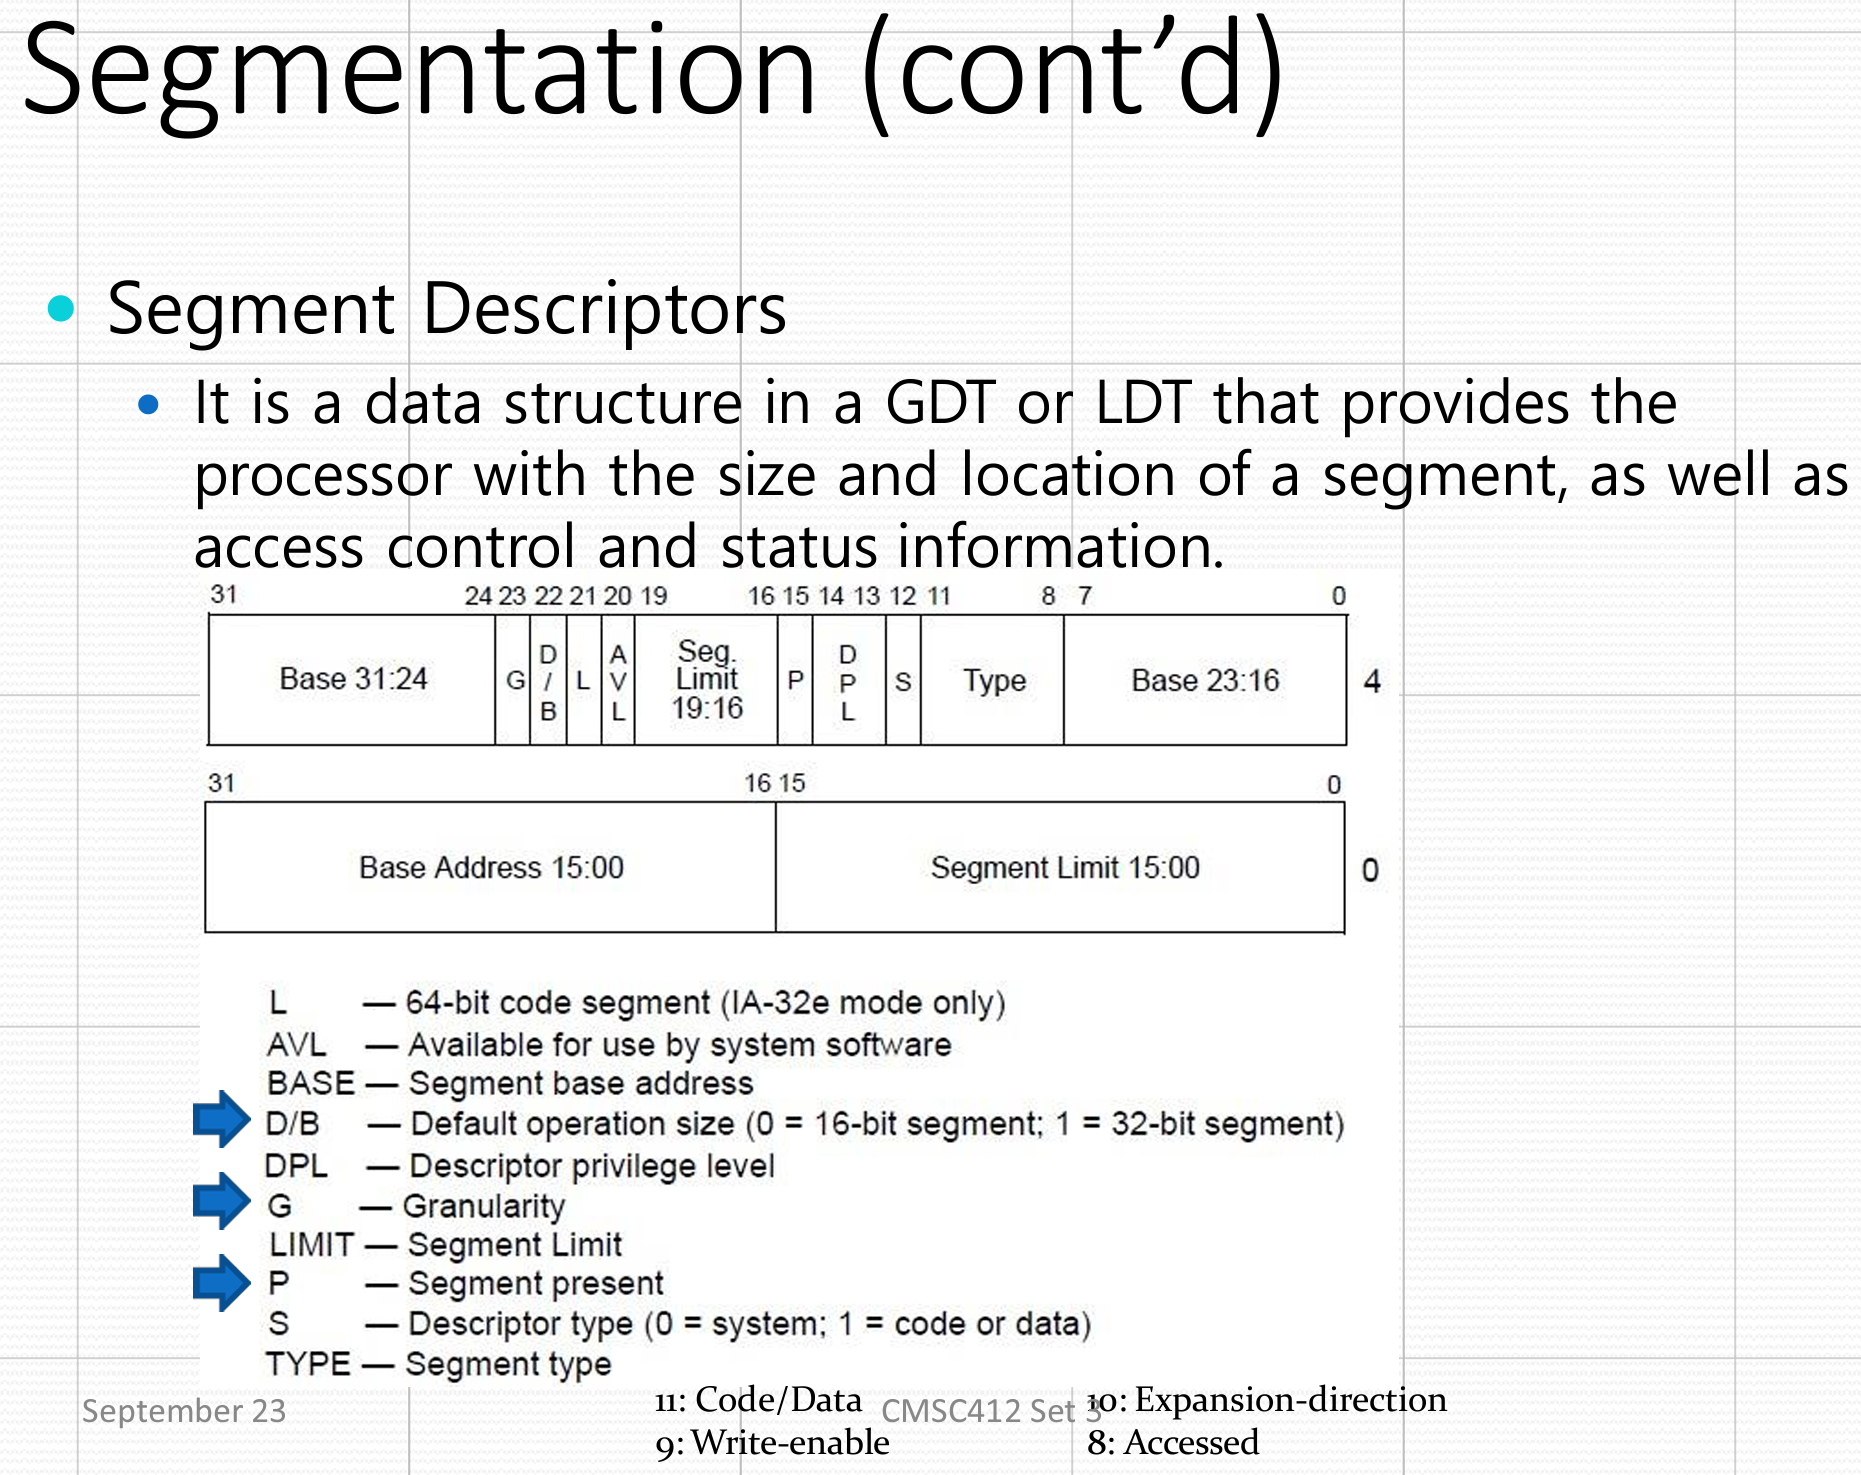 Segmentation (cont’d)
• Segment Descriptors
• It is a data structure in a GDT or LDT that provides the
processor with the size and location of a segment, as well as
access control and status information.
31 24 23 22 21 20 19 16 15 14 13 12 11 8 7 0
Base 31:24 G D/B L AVL Seg. Limit 19:16 P DPL S Type Base 23:16 4
31 16 15 0
Base Address 15:00 Segment Limit 15:00 0
L — 64-bit code segment (IA-32e mode only)
AVL — Available for use by system software
BASE — Segment base address
D/B — Default operation size (0 = 16-bit segment; 1 = 32-bit segment)
DPL — Descriptor privilege level
G — Granularity
LIMIT — Segment Limit
P — Segment present
S — Descriptor type (0 = system; 1 = code or data)
TYPE — Segment type
11: Code/Data 10: Expansion-direction
September 23 CMSC412 Set 3
9: Write-enable 8: Accessed